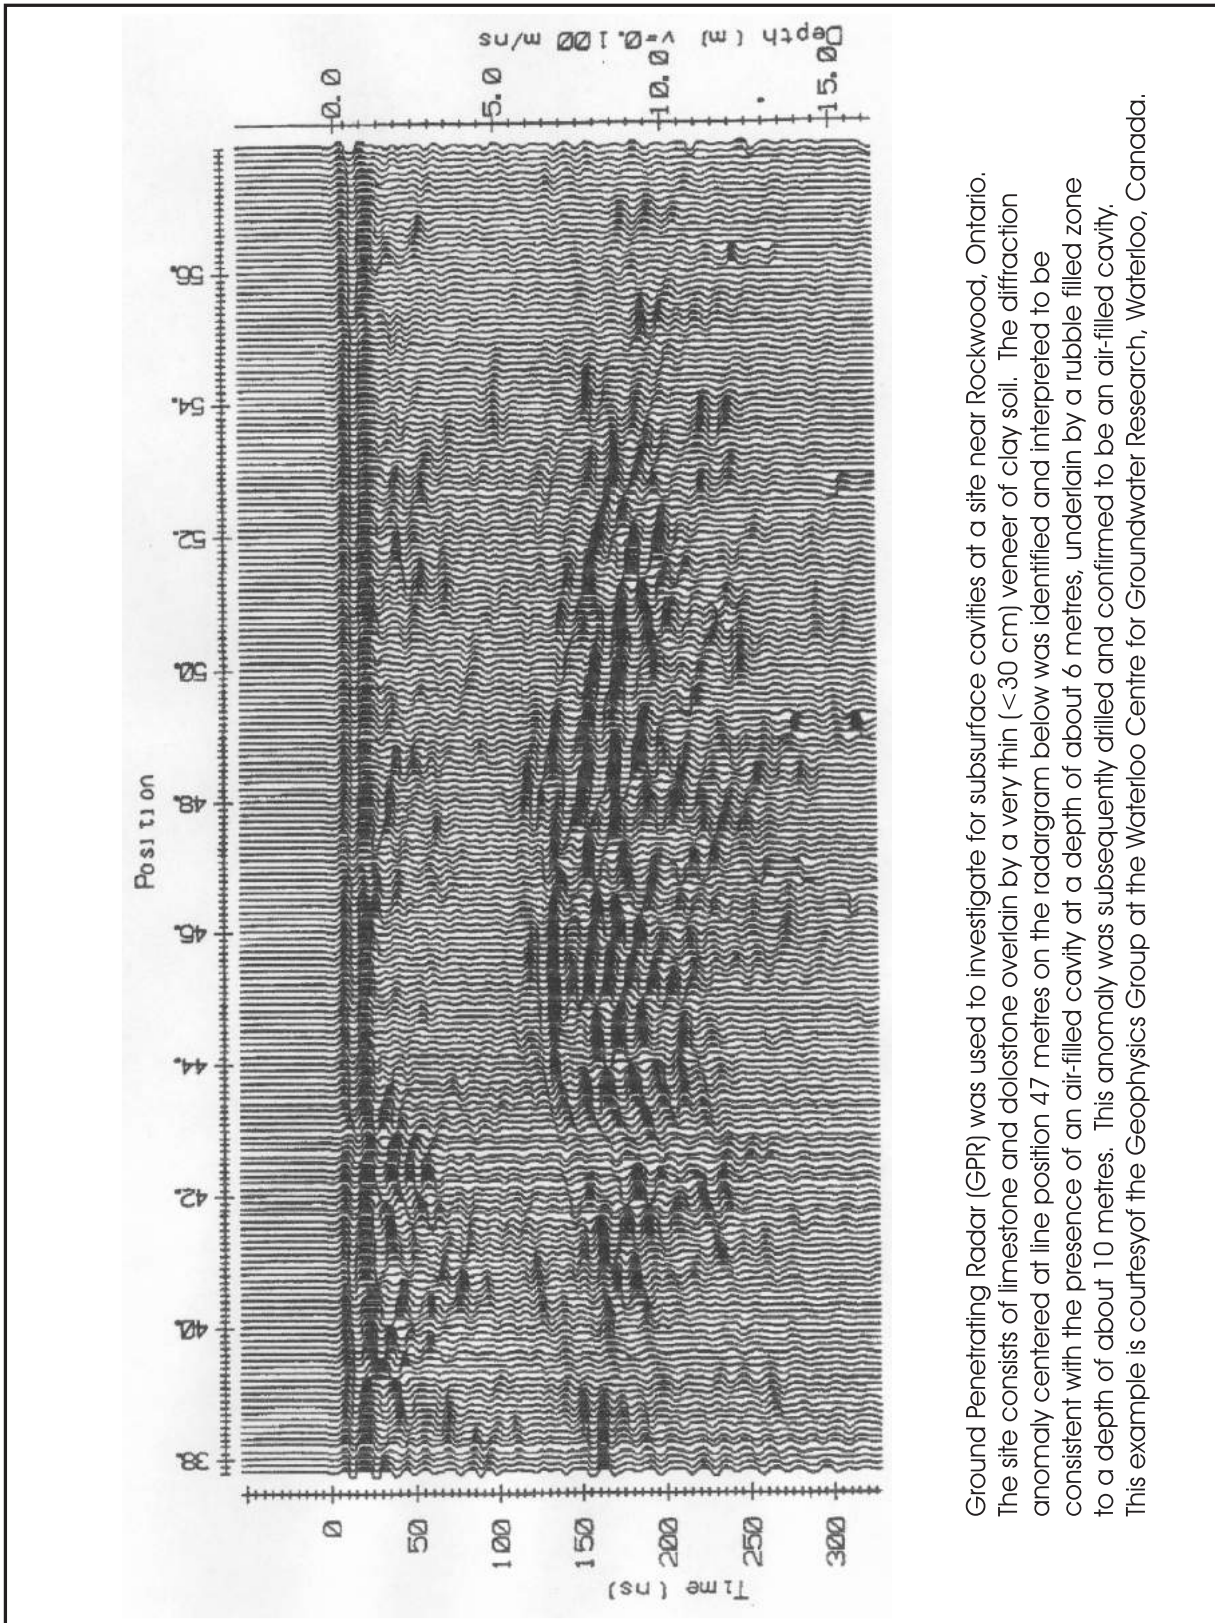 Position
38.
40.
42.
44.
46.
48.
50.
52.
54.
56.
Time (ns)
0
50
100
150
200
250
300
Depth (m) v=0.100 m/ns
0.0
5.0
10.0
15.0
Ground Penetrating Radar (GPR) was used to investigate for subsurface cavities at a site near Rockwood, Ontario.
The site consists of limestone and dolostone overlain by a very thin (<30 cm) veneer of clay soil. The diffraction
anomaly centered at line position 47 metres on the radargram below was identified and interpreted to be
consistent with the presence of an air-filled cavity at a depth of about 6 metres, underlain by a rubble filled zone
to a depth of about 10 metres. This anomaly was subsequently drilled and confirmed to be an air-filled cavity.
This example is courtesyof the Geophysics Group at the Waterloo Centre for Groundwater Research, Waterloo, Canada.